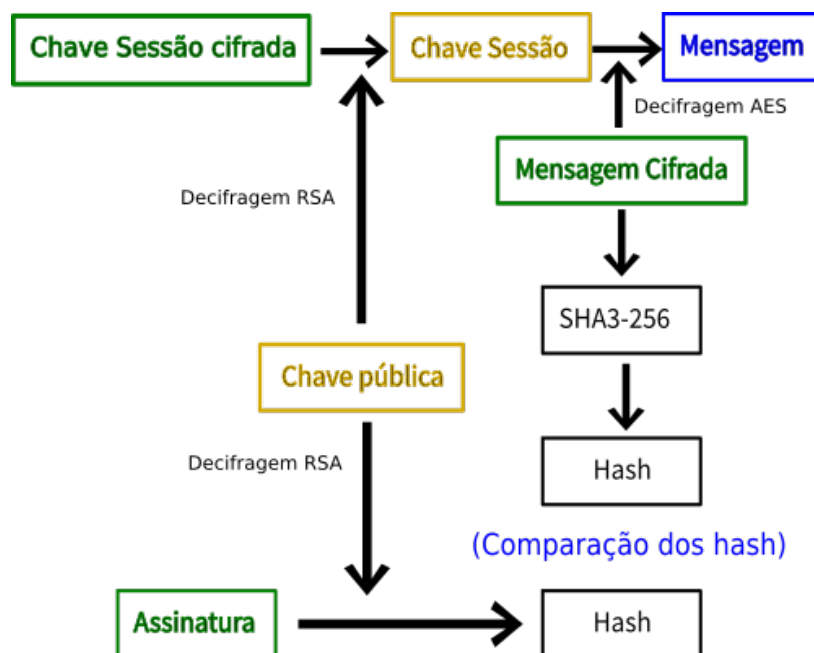 Chave Sessão cifrada
Chave Sessão
Mensagem
Decifragem AES
Mensagem Cifrada
Decifragem RSA
SHA3-256
Chave pública
Decifragem RSA
Hash
(Comparação dos hash)
Assinatura
Hash